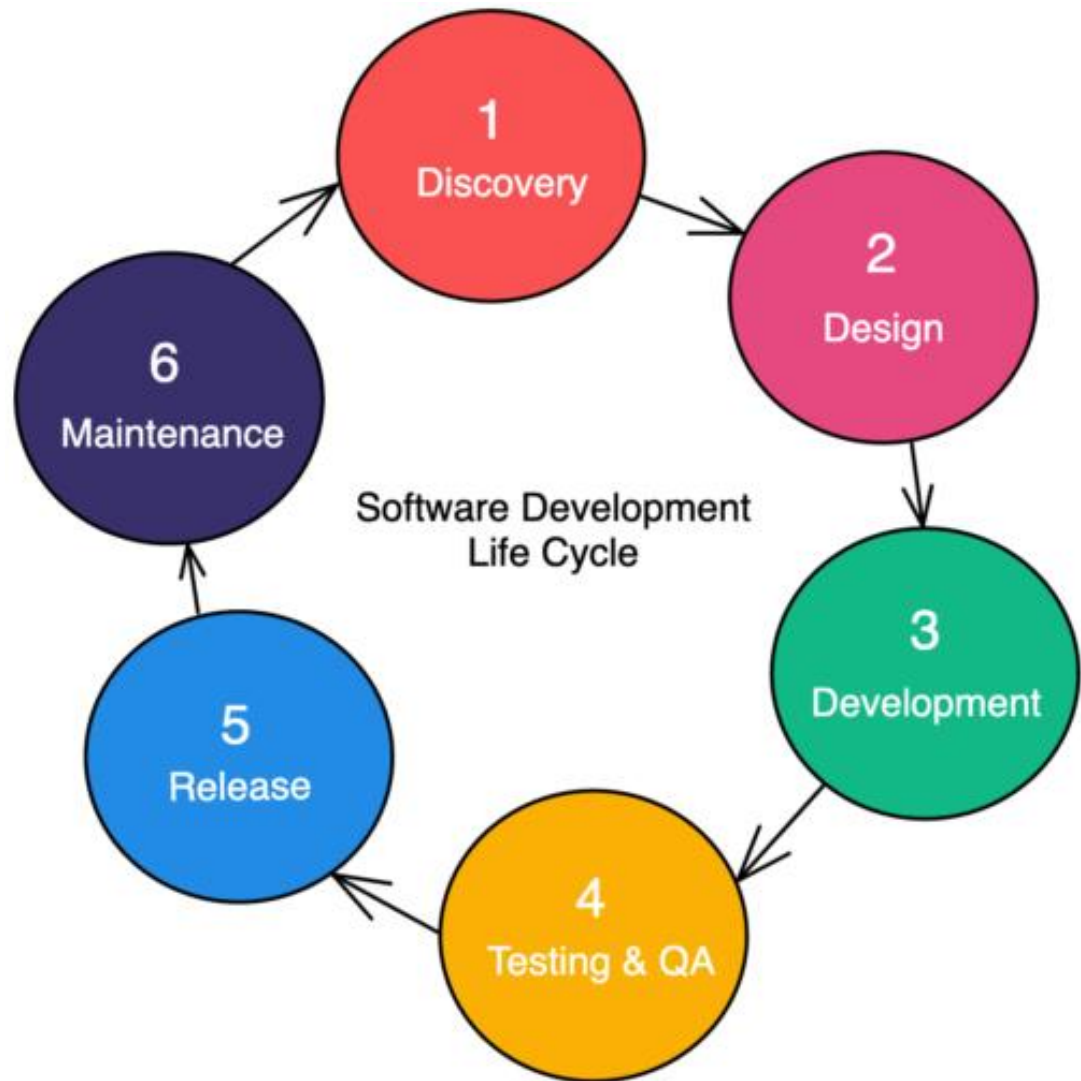 1
Discovery
2
Design
3
Development
4
Testing & QA
5
Release
6
Maintenance
Software Development
Life Cycle